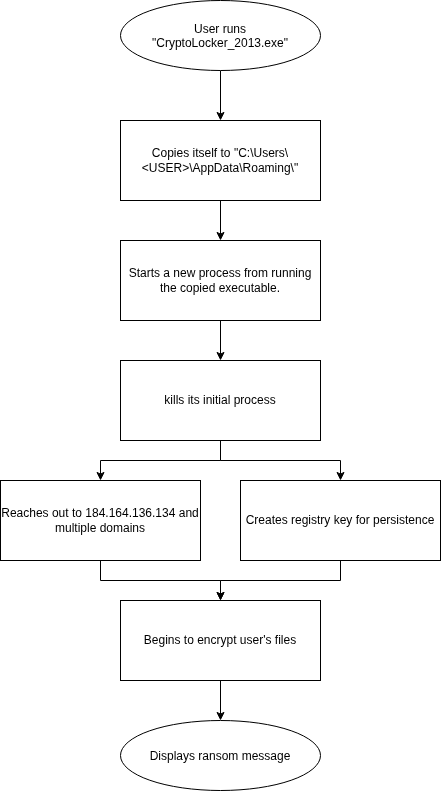 User runs
"CryptoLocker_2013.exe"
Copies itself to "C:\Users\
<USER>\AppData\Roaming\"
Starts a new process from running
the copied executable.
kills its initial process
Reaches out to 184.164.136.134 and
multiple domains
Creates registry key for persistence
Begins to encrypt user's files
Displays ransom message